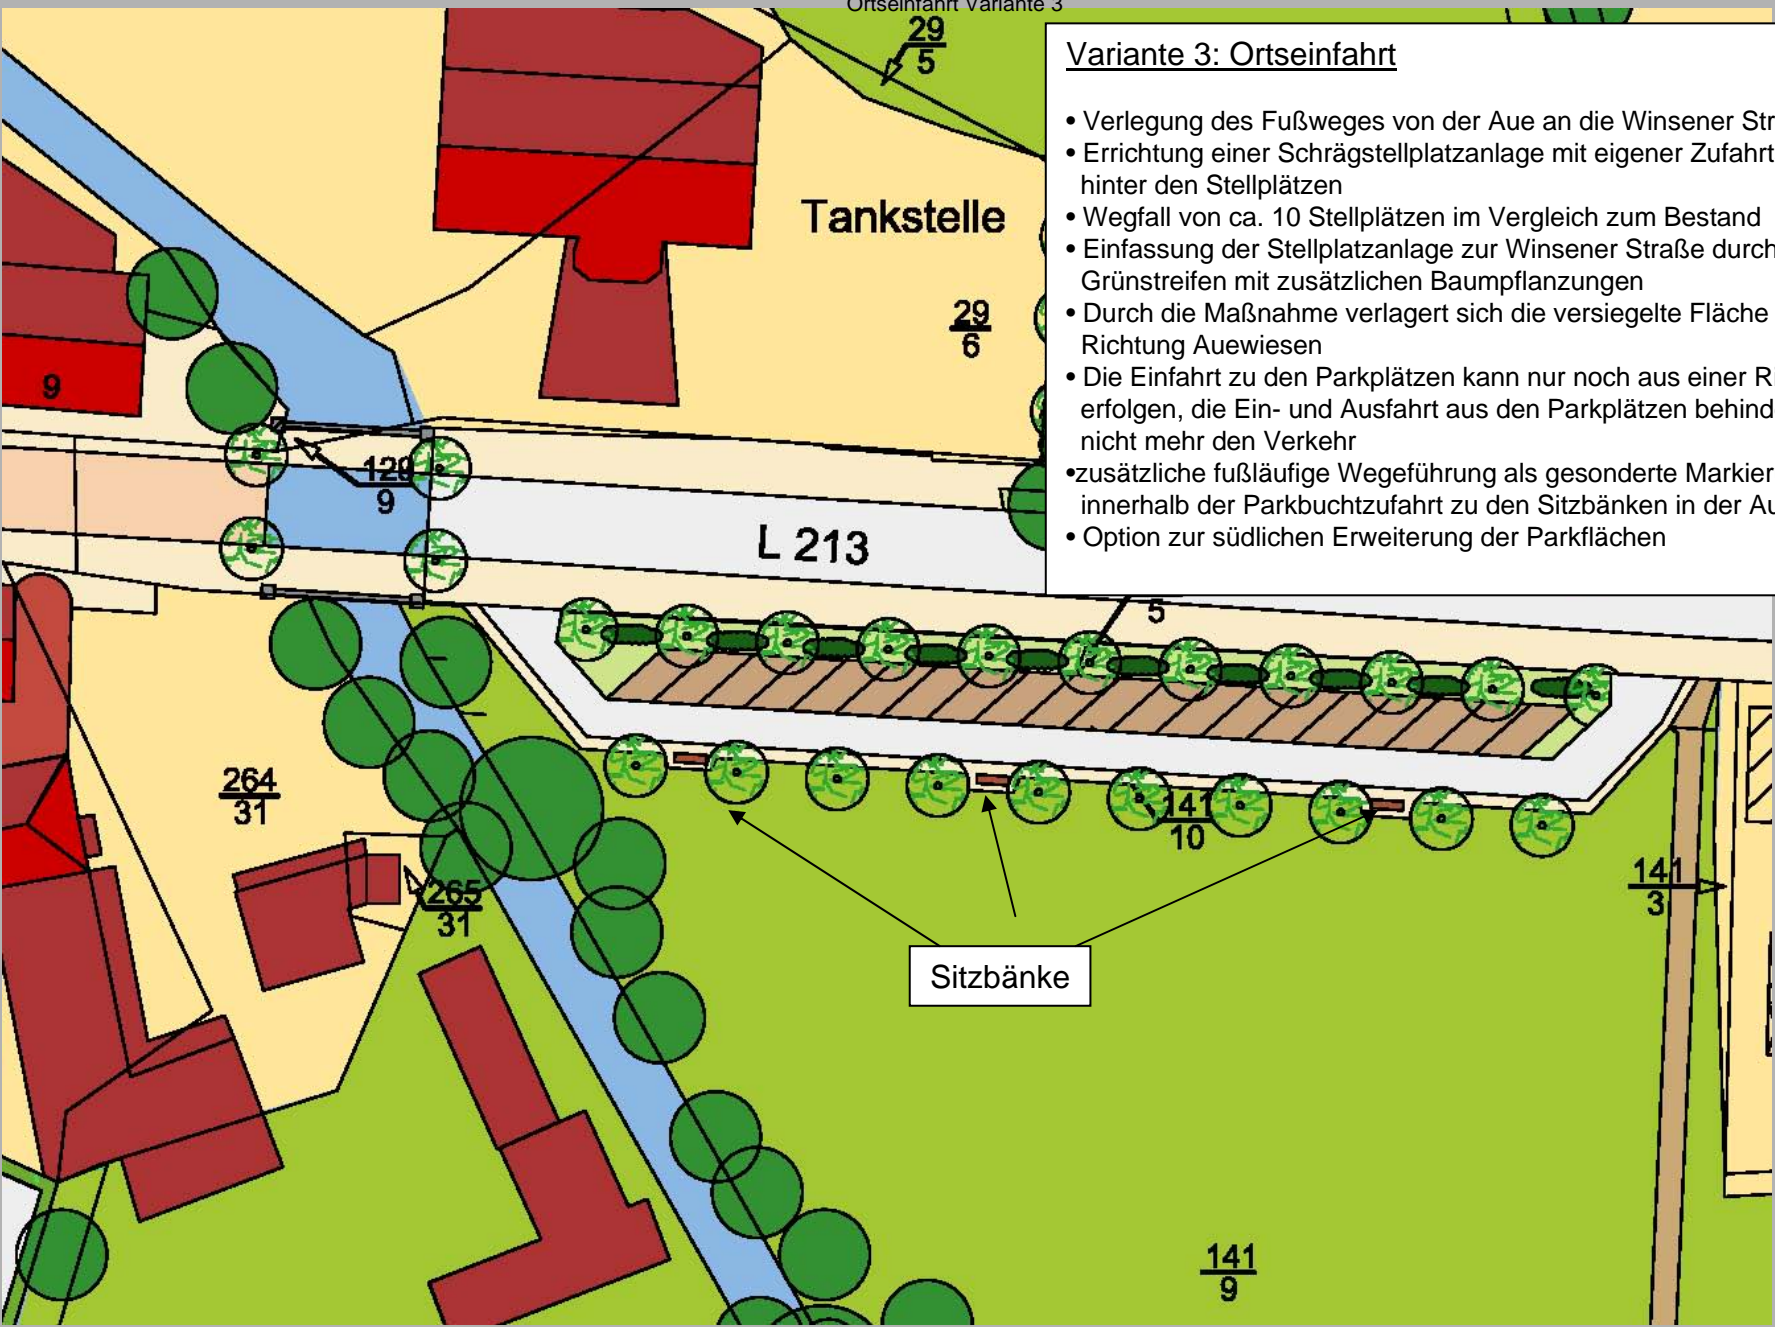 Ortseinfahrt Variante 3
29
5
Variante 3: Ortseinfahrt
• Verlegung des Fußweges von der Aue an die Winsener Str
• Errichtung einer Schrägstellplatzanlage mit eigener Zufahrt
hinter den Stellplätzen
• Wegfall von ca. 10 Stellplätzen im Vergleich zum Bestand
• Einfassung der Stellplatzanlage zur Winsener Straße durch
Grünstreifen mit zusätzlichen Baumpflanzungen
• Durch die Maßnahme verlagert sich die versiegelte Fläche
Richtung Auewiesen
• Die Einfahrt zu den Parkplätzen kann nur noch aus einer R
erfolgen, die Ein- und Ausfahrt aus den Parkplätzen behind
nicht mehr den Verkehr
•zusätzliche fußläufige Wegeführung als gesonderte Markier
innerhalb der Parkbuchtzufahrt zu den Sitzbänken in der Au
• Option zur südlichen Erweiterung der Parkflächen
Tankstelle
29
6
9
9
L 213
5
264
31
265
31
141
10
141
3
Sitzbänke
141
9